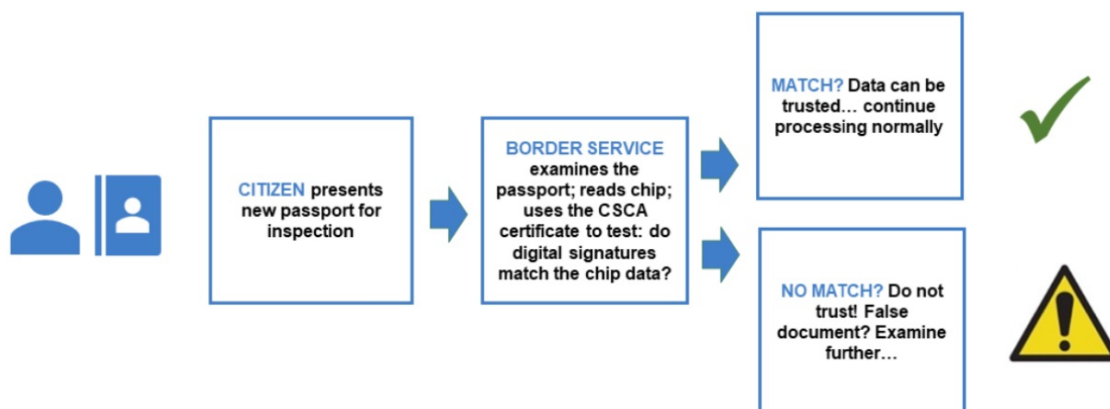 CITIZEN presents
new passport for
inspection
BORDER SERVICE
examines the
passport; reads chip;
uses the CSCA
certificate to test: do
digital signatures
match the chip data?
MATCH? Data can be
trusted... continue
processing normally
NO MATCH? Do not
trust! False
document? Examine
further...